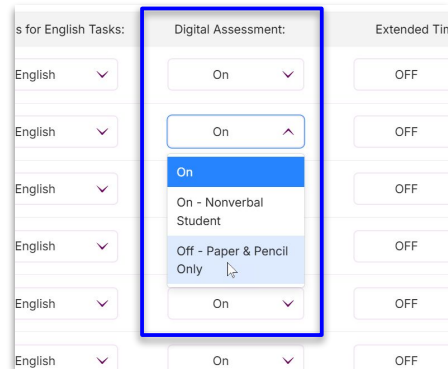 s for English Tasks: Digital Assessment: Extended Tim
English On OFF
English On OFF
On
English OFF
On - Nonverbal
Student
English Off - Paper & Pencil OFF
Only
English On OFF
English On OFF